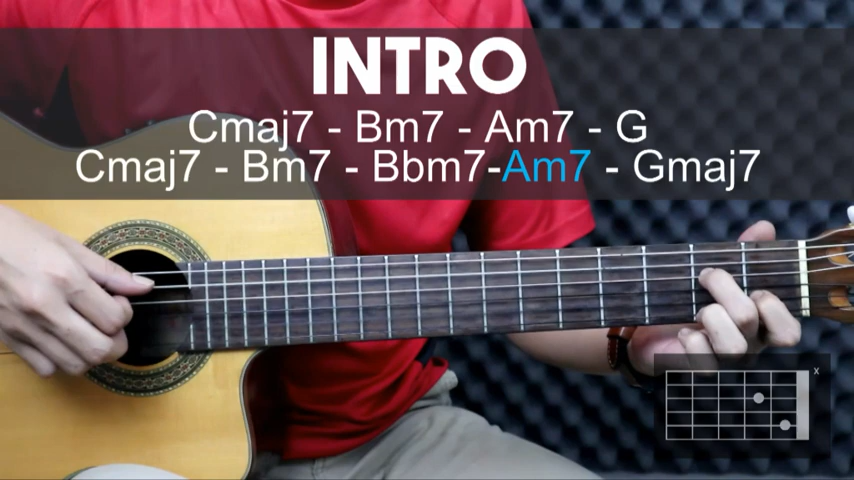 INTRO
Cmaj7 - Bm7 - Am7 - G
Cmaj7 - Bm7 - Bbm7-Am7 - Gmaj7
x